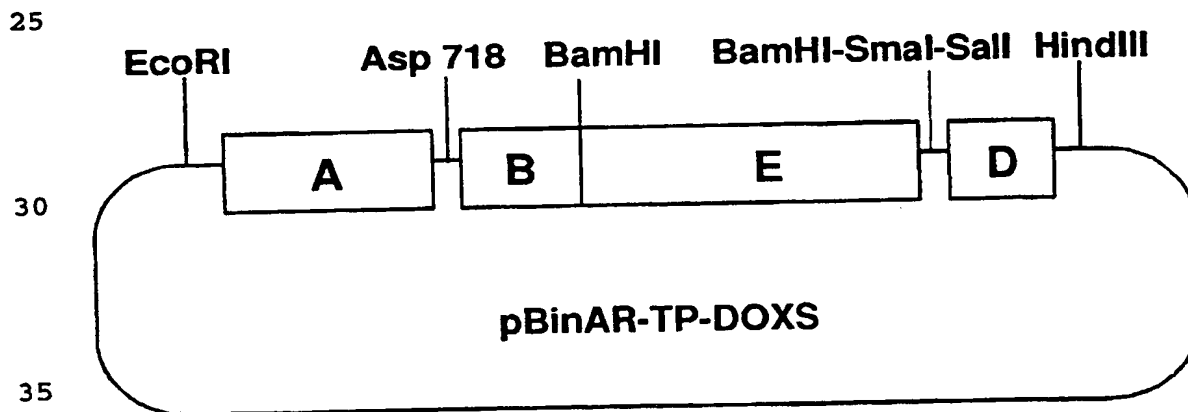 25
EcoRI Asp 718 BamHI BamHI-SmaI-SalI HindIII
A B E D
30
pBinAR-TP-DOXS
35